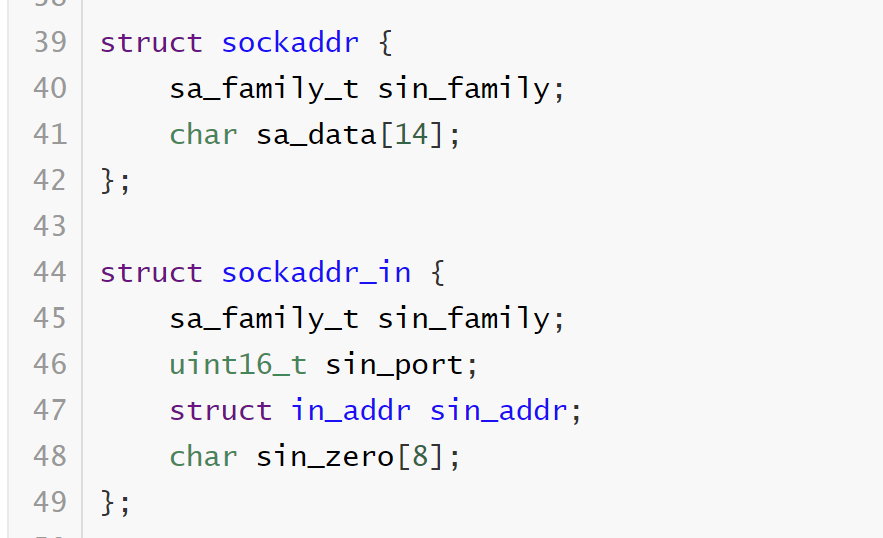 39 struct sockaddr {
40 sa_family_t sin_family;
41 char sa_data[14];
42 };
43
44 struct sockaddr_in {
45 sa_family_t sin_family;
46 uint16_t sin_port;
47 struct in_addr sin_addr;
48 char sin_zero[8];
49 };